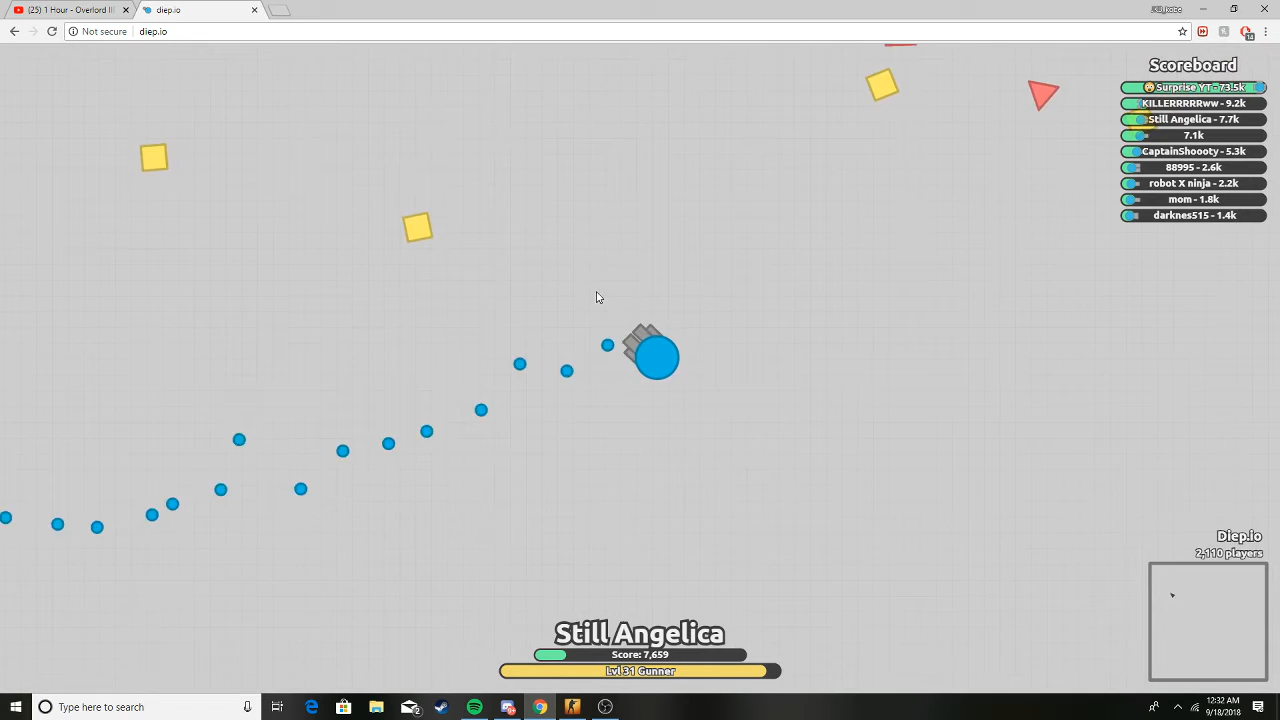 (25) 1 Hour - Overlord II
diep.io
Not secure
diep.io
14
Scoreboard
Surprise YT - 73.5k
KILLERRRRRww - 9.2k
Still Angelica - 7.7k
7.1k
CaptainShoooty - 5.3k
88995 - 2.6k
robot X ninja - 2.2k
mom - 1.8k
darknes515 - 1.4k
Diep.io
2,110 players
Still Angelica
Score: 7,659
Lvl 31 Gunner
Type here to search
2
12:32 AM
9/18/2018